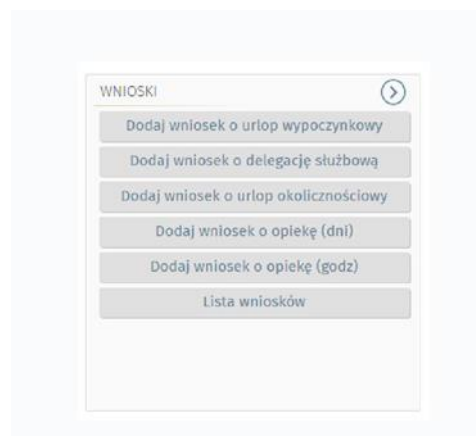 WNIOSKI
Dodaj wniosek o urlop wypoczynkowy
Dodaj wniosek o delegację służbową
Dodaj wniosek o urlop okolicznościowy
Dodaj wniosek o opiekę (dni)
Dodaj wniosek o opiekę (godz)
Lista wniosków